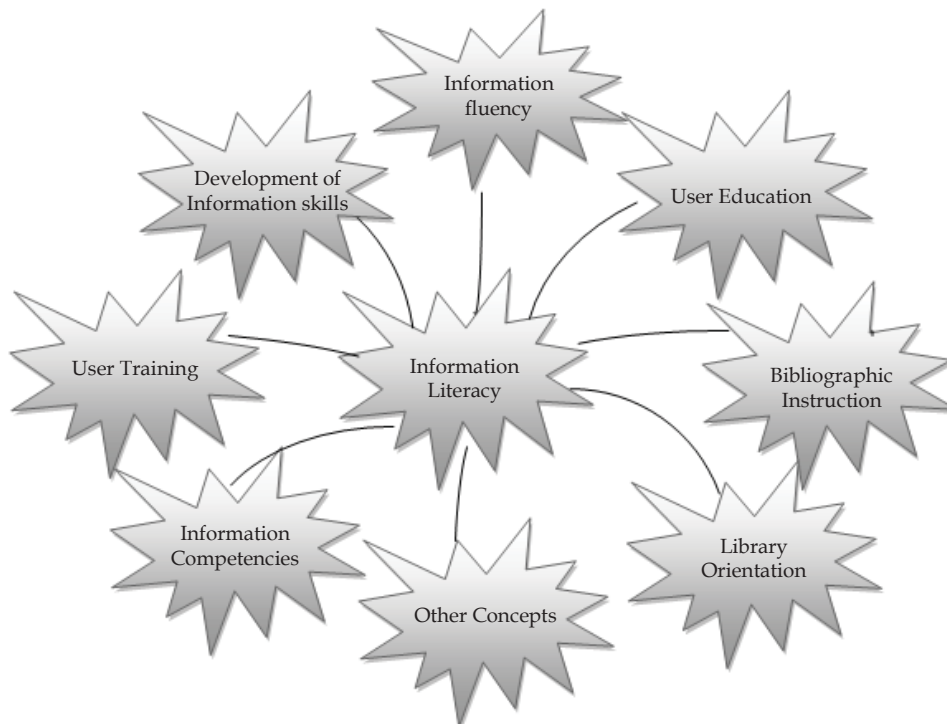 Information
fluency
Development of
Information skills
User Education
User Training
Information
Literacy
Bibliographic
Instruction
Information
Competencies
Library
Orientation
Other Concepts